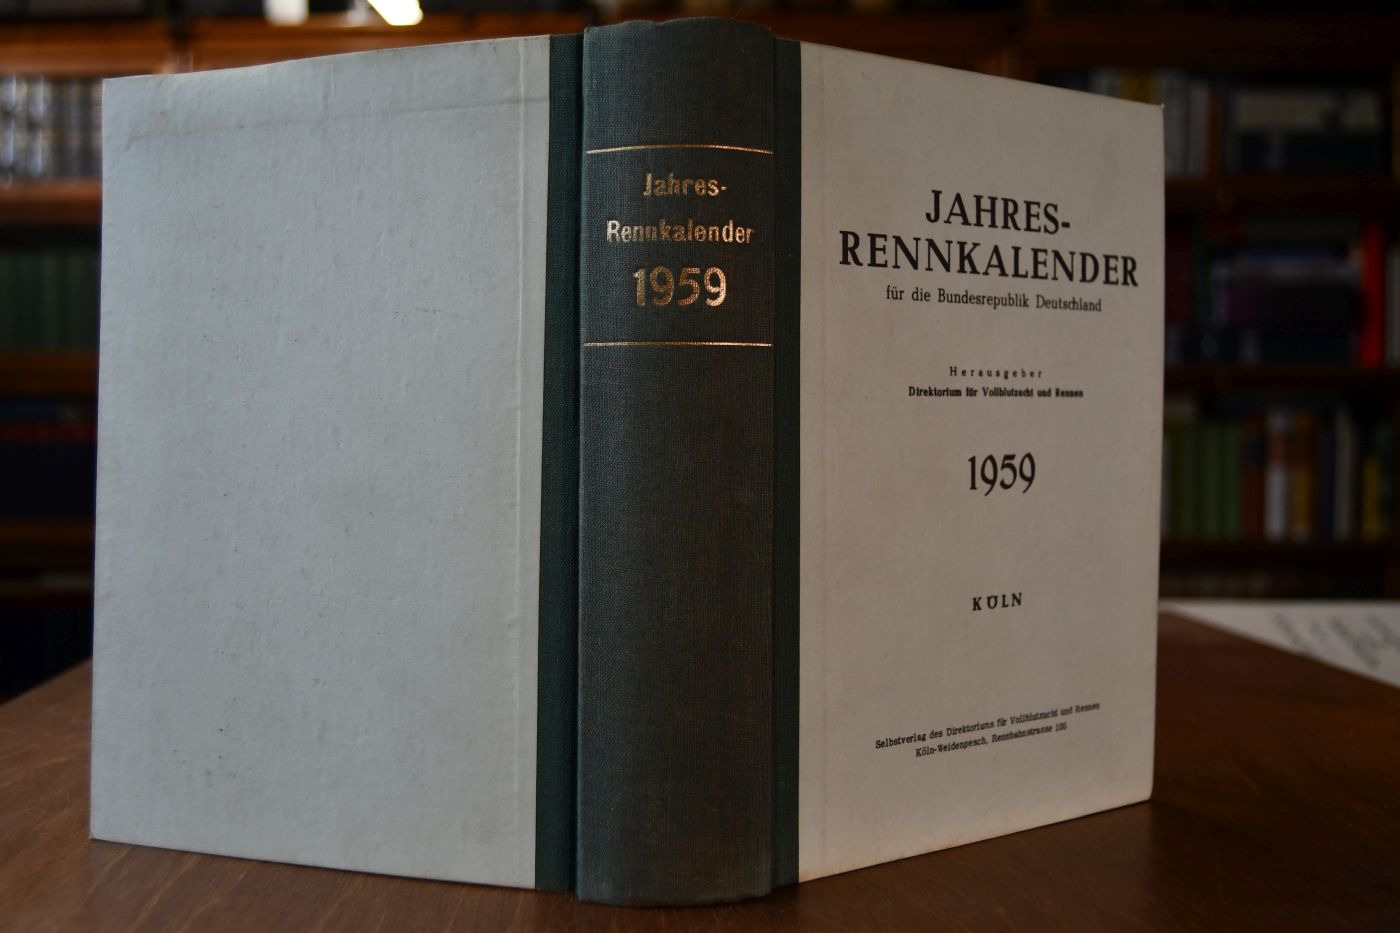 Jahres-
Rennkalender
1959
JAHRES-
RENNKALENDER
für die Bundesrepublik Deutschland
Herausgeber
Direktorium für Vollblutzucht und Rennen
1959
KÖLN
Selbstverlag des Direktoriums für Vollblutzucht und Rennen
Köln-Weidenpesch, Rennbahnstrasse 100